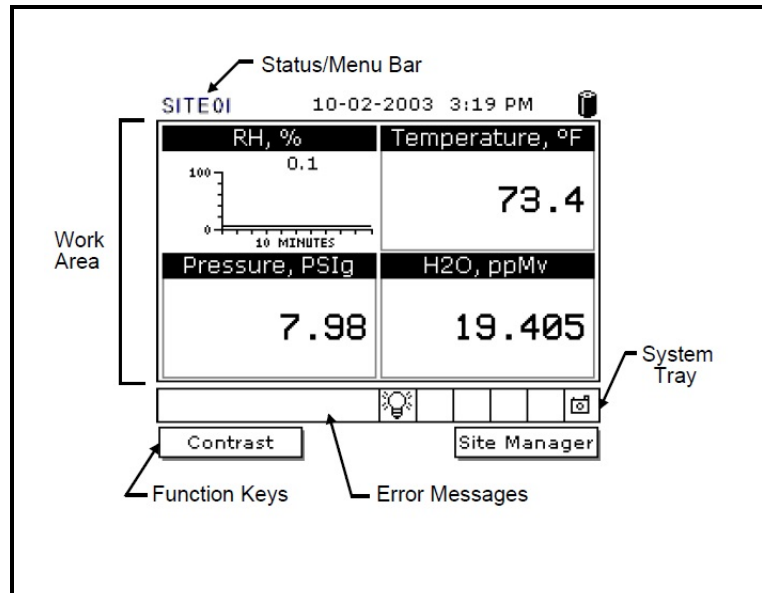 Status/Menu Bar
SITE01 10-02-2003 3:19 PM
RH, % Temperature, ºF
0.1
100
73.4
0
10 MINUTES
Work
Area
Pressure, PSIg H2O, ppMv
7.98 19.405
System
Tray
Contrast Site Manager
Function Keys Error Messages